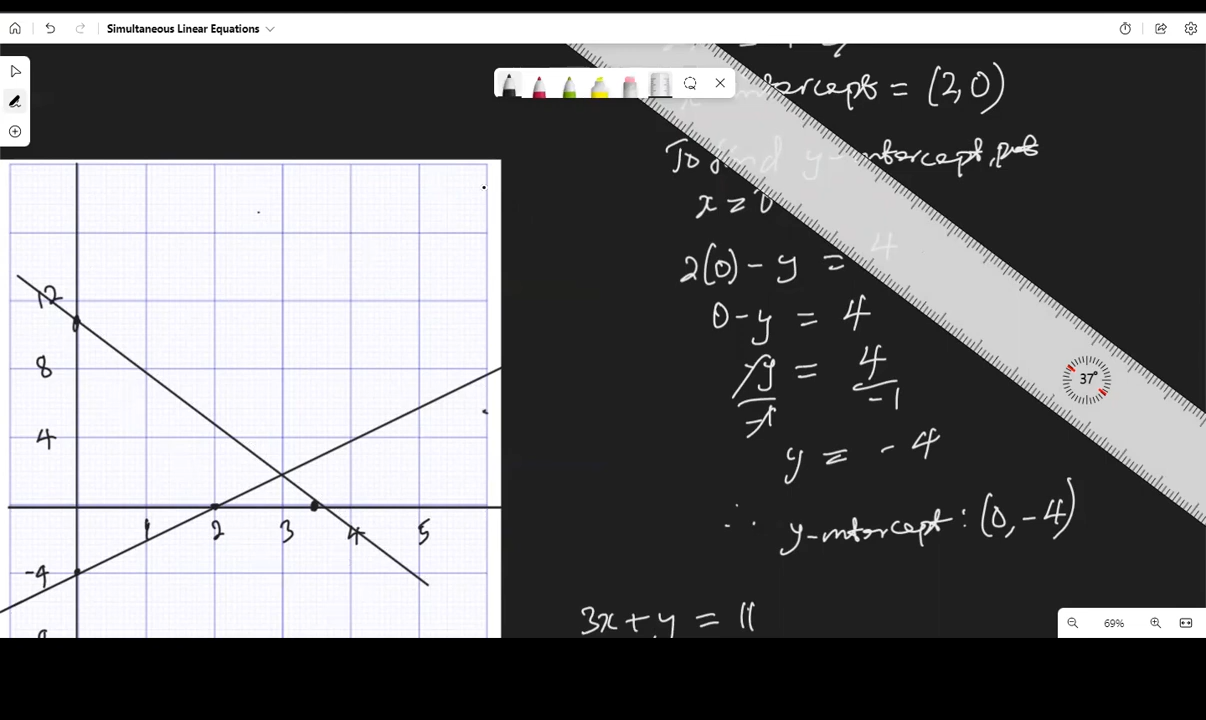 Simultaneous Linear Equations
12
8
4
1 2 3 4 5
-4
= (2,0)
To find y-intercept, put
x = 0
2(0) - y = 4
0 - y = 4
-y/-1 = 4/-1
y = -4
∴ y-intercept: (0, -4)
3x + y = 11
37°
69%